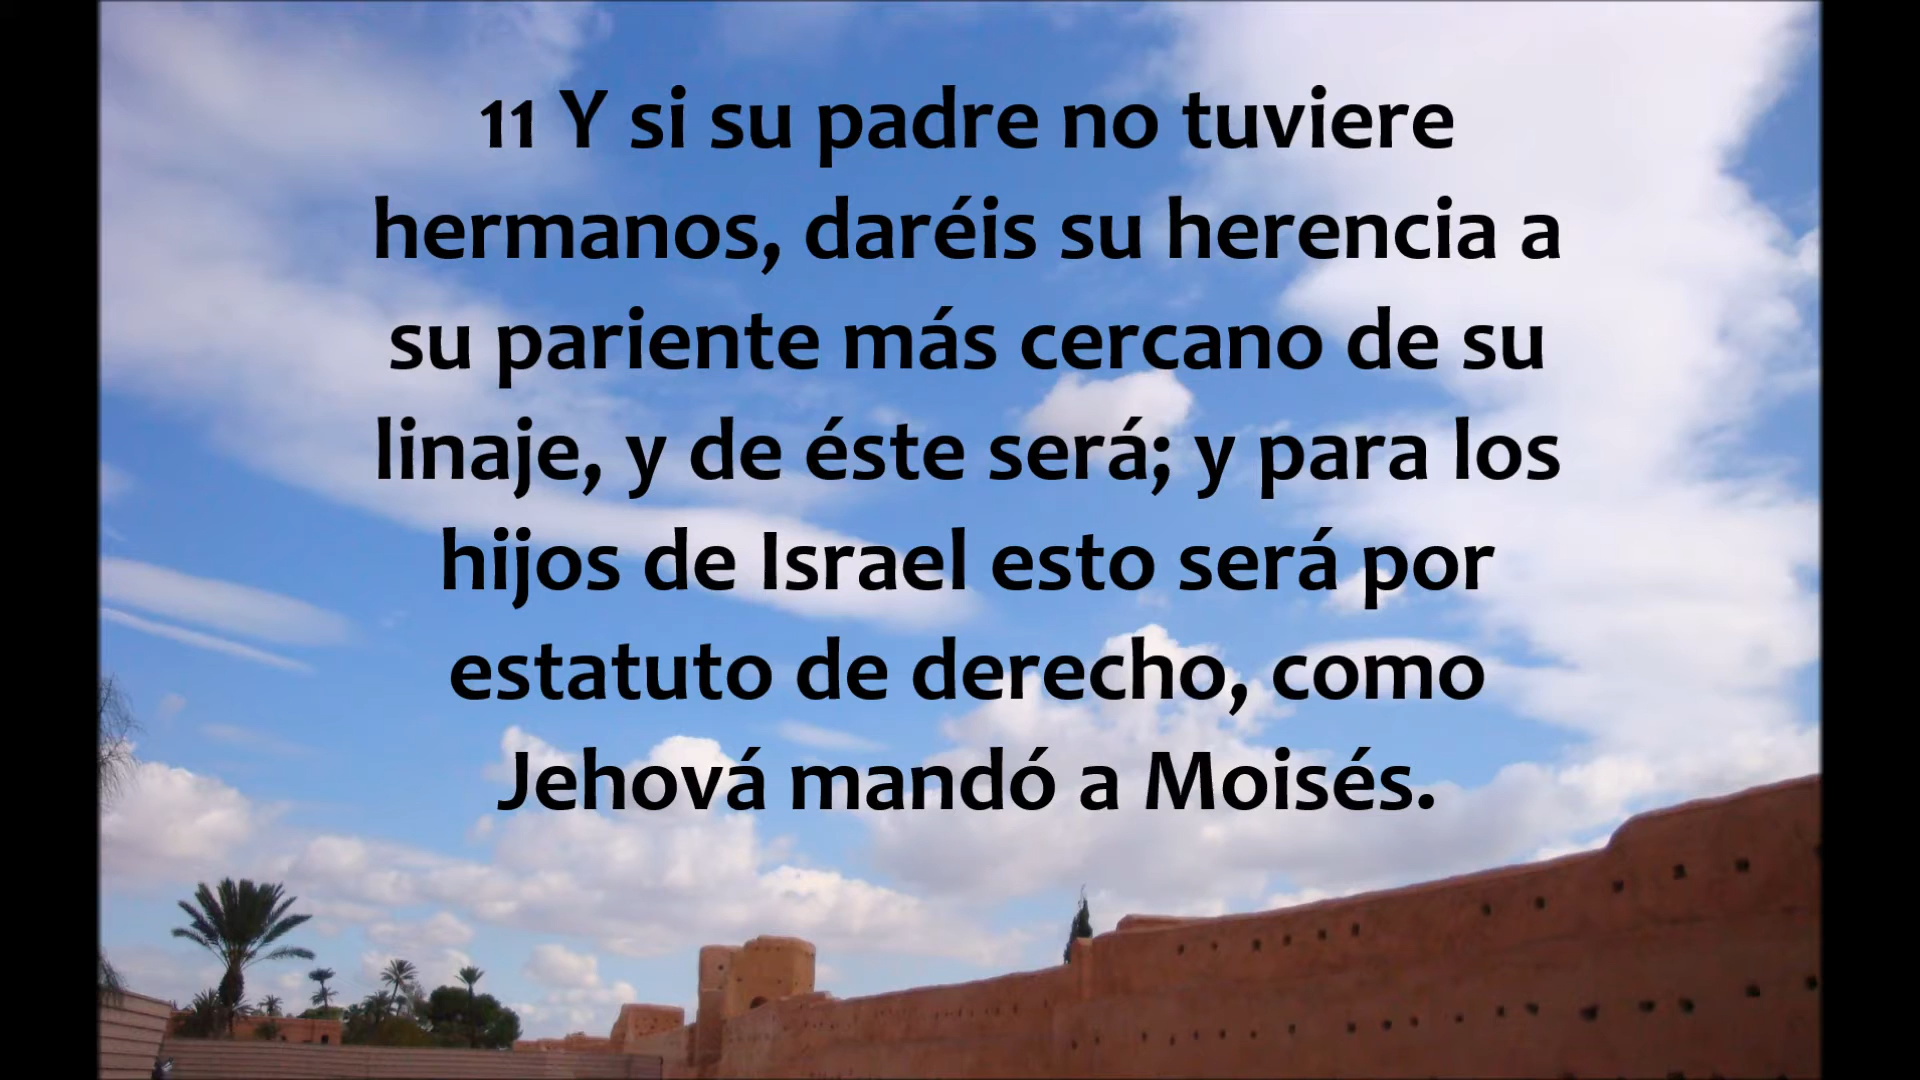 11 Y si su padre no tuviere
hermanos, daréis su herencia a
su pariente más cercano de su
linaje, y de éste será; y para los
hijos de Israel esto será por
estatuto de derecho, como
Jehová mandó a Moisés.